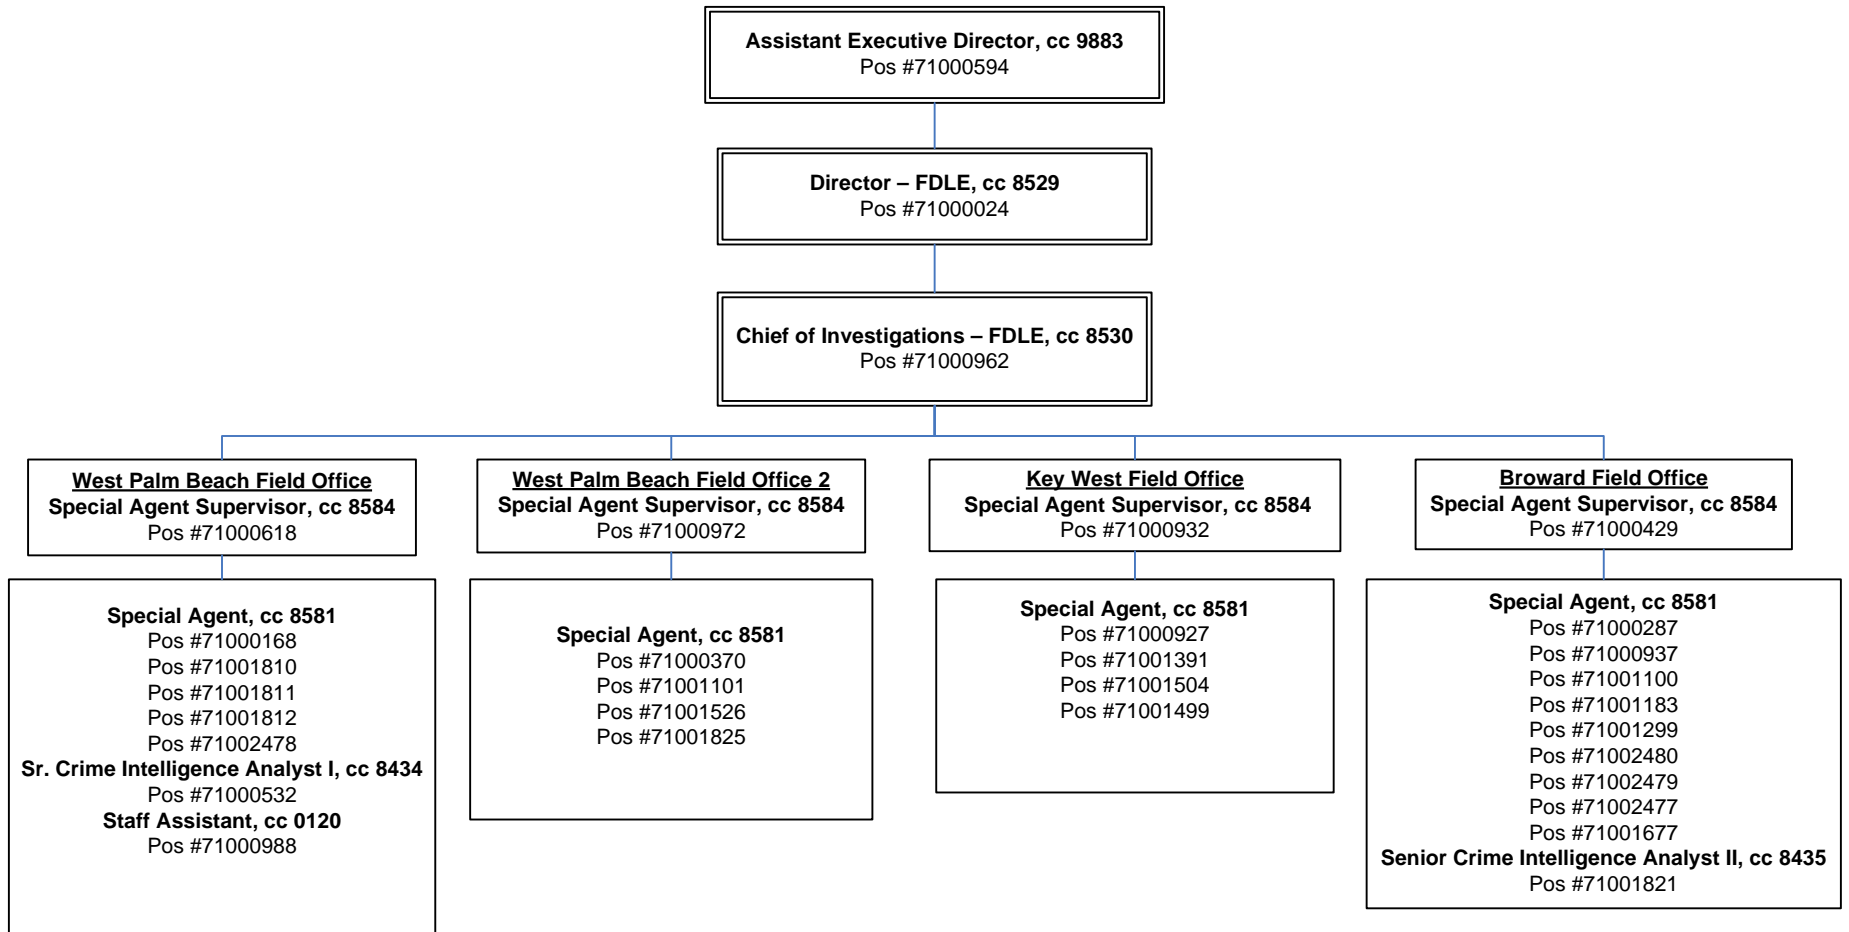 Assistant Executive Director, cc 9883
Pos #71000594
Director – FDLE, cc 8529
Pos #71000024
Chief of Investigations – FDLE, cc 8530
Pos #71000962
West Palm Beach Field Office
Special Agent Supervisor, cc 8584
Pos #71000618
West Palm Beach Field Office 2
Special Agent Supervisor, cc 8584
Pos #71000972
Key West Field Office
Special Agent Supervisor, cc 8584
Pos #71000932
Broward Field Office
Special Agent Supervisor, cc 8584
Pos #71000429
Special Agent, cc 8581
Pos #71000168
Pos #71001810
Pos #71001811
Pos #71001812
Pos #71002478
Sr. Crime Intelligence Analyst I, cc 8434
Pos #71000532
Staff Assistant, cc 0120
Pos #71000988
Special Agent, cc 8581
Pos #71000370
Pos #71001101
Pos #71001526
Pos #71001825
Special Agent, cc 8581
Pos #71000927
Pos #71001391
Pos #71001504
Pos #71001499
Special Agent, cc 8581
Pos #71000287
Pos #71000937
Pos #71001100
Pos #71001183
Pos #71001299
Pos #71002480
Pos #71002479
Pos #71002477
Pos #71001677
Senior Crime Intelligence Analyst II, cc 8435
Pos #71001821